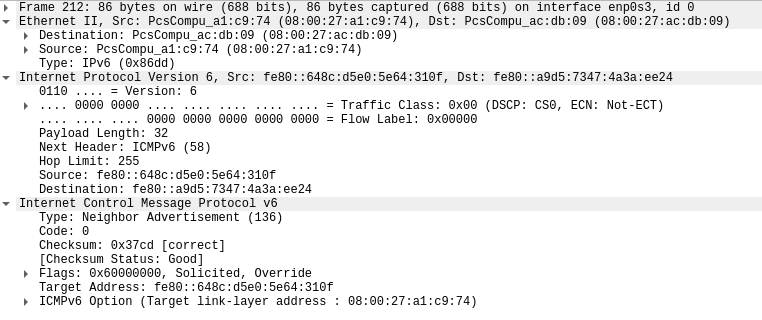 Frame 212: 86 bytes on wire (688 bits), 86 bytes captured (688 bits) on interface enp0s3, id 0
Ethernet II, Src: PcsCompu_a1:c9:74 (08:00:27:a1:c9:74), Dst: PcsCompu_ac:db:09 (08:00:27:ac:db:09)
Destination: PcsCompu_ac:db:09 (08:00:27:ac:db:09)
Source: PcsCompu_a1:c9:74 (08:00:27:a1:c9:74)
Type: IPv6 (0x86dd)
Internet Protocol Version 6, Src: fe80::648c:d5e0:5e64:310f, Dst: fe80::a9d5:7347:4a3a:ee24
0110 .... = Version: 6
.... 0000 0000 .... .... .... .... .... = Traffic Class: 0x00 (DSCP: CS0, ECN: Not-ECT)
.... .... .... 0000 0000 0000 0000 0000 = Flow Label: 0x00000
Payload Length: 32
Next Header: ICMPv6 (58)
Hop Limit: 255
Source: fe80::648c:d5e0:5e64:310f
Destination: fe80::a9d5:7347:4a3a:ee24
Internet Control Message Protocol v6
Type: Neighbor Advertisement (136)
Code: 0
Checksum: 0x37cd [correct]
[Checksum Status: Good]
Flags: 0x60000000, Solicited, Override
Target Address: fe80::648c:d5e0:5e64:310f
ICMPv6 Option (Target link-layer address : 08:00:27:a1:c9:74)